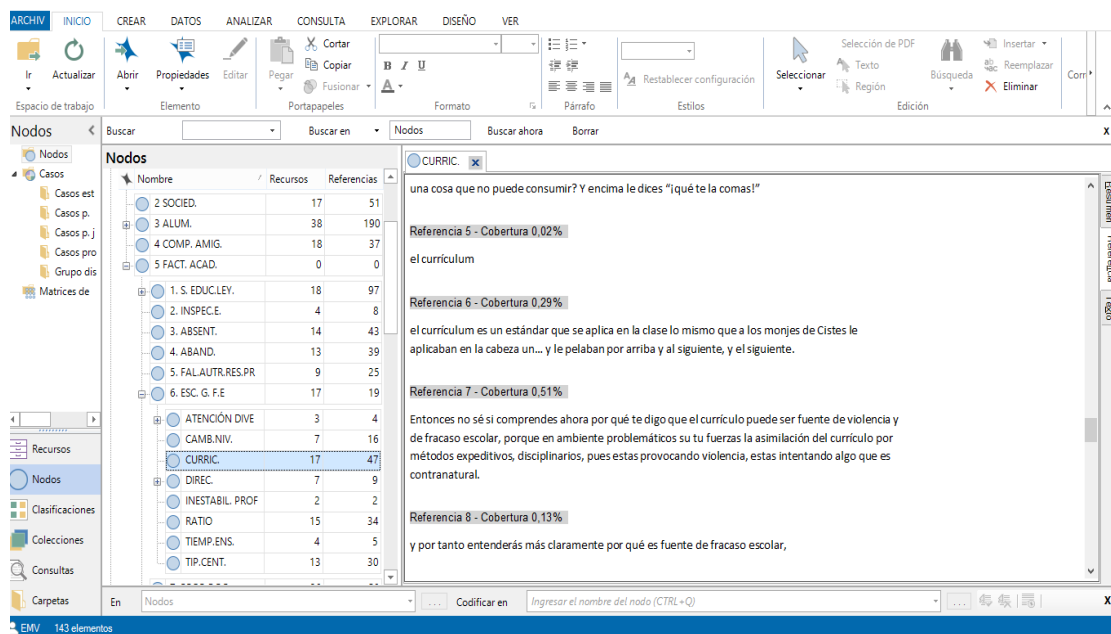 ARCHIV INICIO CREAR DATOS ANALIZAR CONSULTA EXPLORAR DISEÑO VER
Ir Actualizar
Espacio de trabajo
Abrir Propiedades Editar
Elemento
Pegar
Cortar
Copiar
Fusionar
Portapapeles
B I U
A
Formato
Párrafo
Restablecer configuración
Estilos
Seleccionar
Selección de PDF
Texto
Región
Búsqueda
Insertar
Reemplazar
Eliminar
Edición
Nodos
Buscar Buscar en Nodos Buscar ahora Borrar x
Nodos
Casos
Casos est
Casos p.
Casos p. j
Casos pro
Grupo dis
Matrices de
Recursos
Nodos
Clasificaciones
Colecciones
Consultas
Carpetas
Nodos
Nombre Recursos Referencias
2 SOCIED. 17 51
3 ALUM. 38 190
4 COMP. AMIG. 18 37
5 FACT. ACAD. 0 0
1. S. EDUC.LEY. 18 97
2. INSPEC.E. 4 8
3. ABSENT. 14 43
4. ABAND. 13 39
5. FAL.AUTR.RES.PR 9 25
6. ESC. G. F.E 17 19
ATENCIÓN DIVE 3 4
CAMB.NIV. 7 16
CURRIC. 17 47
DIREC. 7 9
INESTABIL. PROF 2 2
RATIO 15 34
TIEMP.ENS. 4 5
TIP.CENT. 13 30
CURRIC. x
una cosa que no puede consumir? Y encima le dices “¡qué te la comas!”
Referencia 5 - Cobertura 0,02%
el currículum
Referencia 6 - Cobertura 0,29%
el currículum es un estándar que se aplica en la clase lo mismo que a los monjes de Cistes le
aplicaban en la cabeza un... y le pelaban por arriba y al siguiente, y el siguiente.
Referencia 7 - Cobertura 0,51%
Entonces no sé si comprendes ahora por qué te digo que el currículo puede ser fuente de violencia y
de fracaso escolar, porque en ambiente problemáticos su tu fuerzas la asimilación del currículo por
métodos expeditivos, disciplinarios, pues estas provocando violencia, estas intentando algo que es
contranatural.
Referencia 8 - Cobertura 0,13%
y por tanto entenderás más claramente por qué es fuente de fracaso escolar,
En Nodos ... Codificar en Ingresar el nombre del nodo (CTRL+Q) ... x
EMV 143 elementos